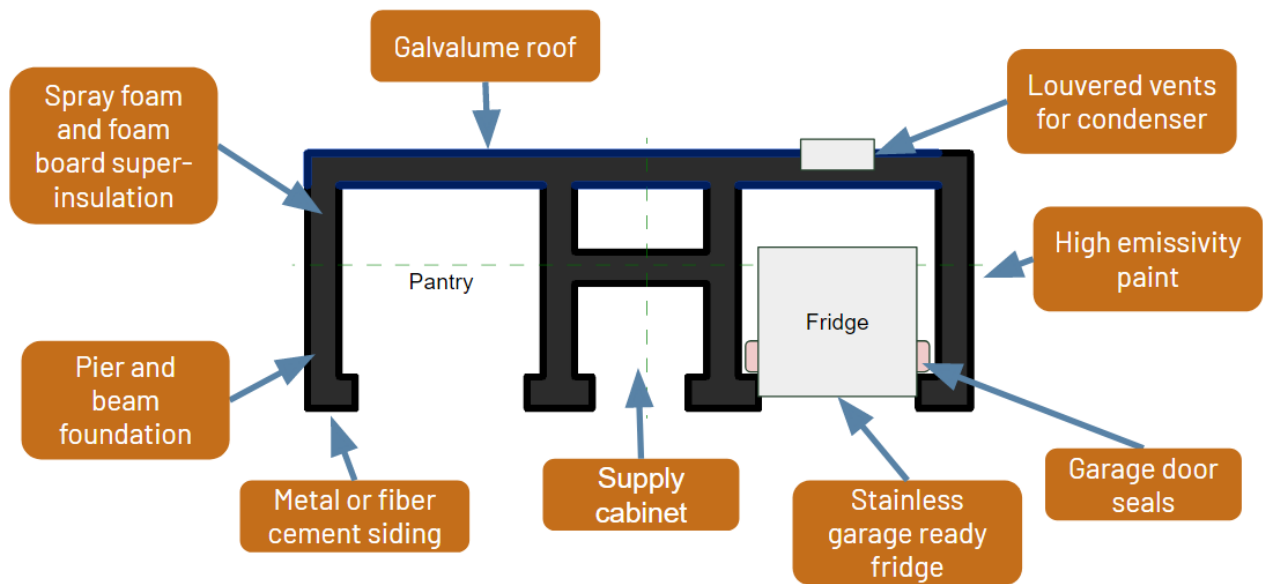 Galvalume roof
Spray foam
and foam
board super-
insulation
Louvered vents
for condenser
High emissivity
paint
Pantry
Fridge
Pier and
beam
foundation
Metal or fiber
cement siding
Supply
cabinet
Stainless
garage ready
fridge
Garage door
seals